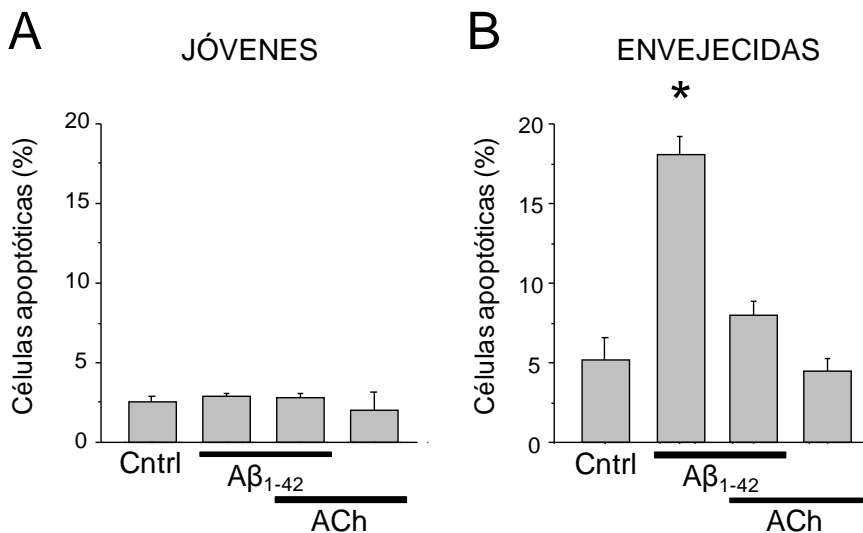 A
JÓVENES
Células apoptóticas (%)
20
15
10
5
0
Cntrl
Aβ1-42
ACh
B
ENVEJECIDAS
*
Células apoptóticas (%)
20
15
10
5
0
Cntrl
Aβ1-42
ACh